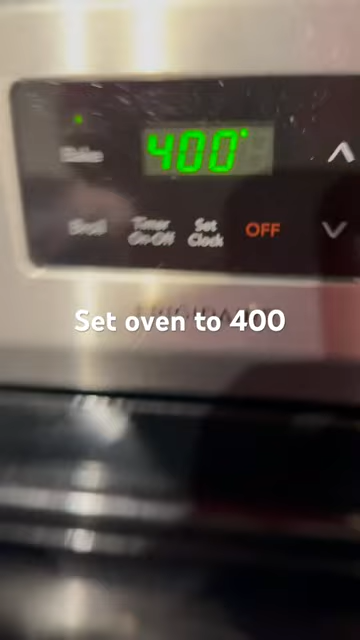 400°
Bake
Broil
Timer
On-Off
Set
Clock
OFF
Set oven to 400